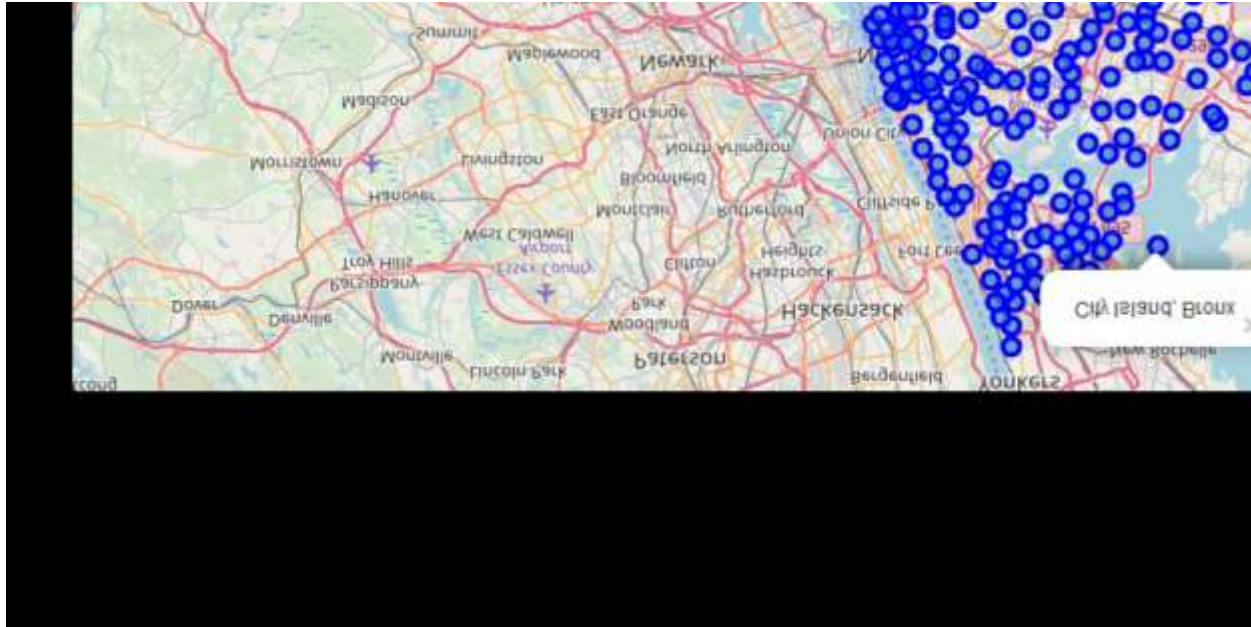 Summit
Maplewood
Newark
Madison
East Orange
Union City
Morristown
Livingston
North Arlington
Hanover
Bloomfield
Montclair
Rutherford
Cliffside P
West Caldwell
Essex County
Airport
Troy Hills
Parsippany
Clifton
Hasbrouck
Heights
Fort Lee
Dover
Denville
Woodland
Park
Hackensack
City Island, Bronx
Montville
Lincoln Park
Paterson
Bergenfield
Yonkers
New Rochelle
tcong